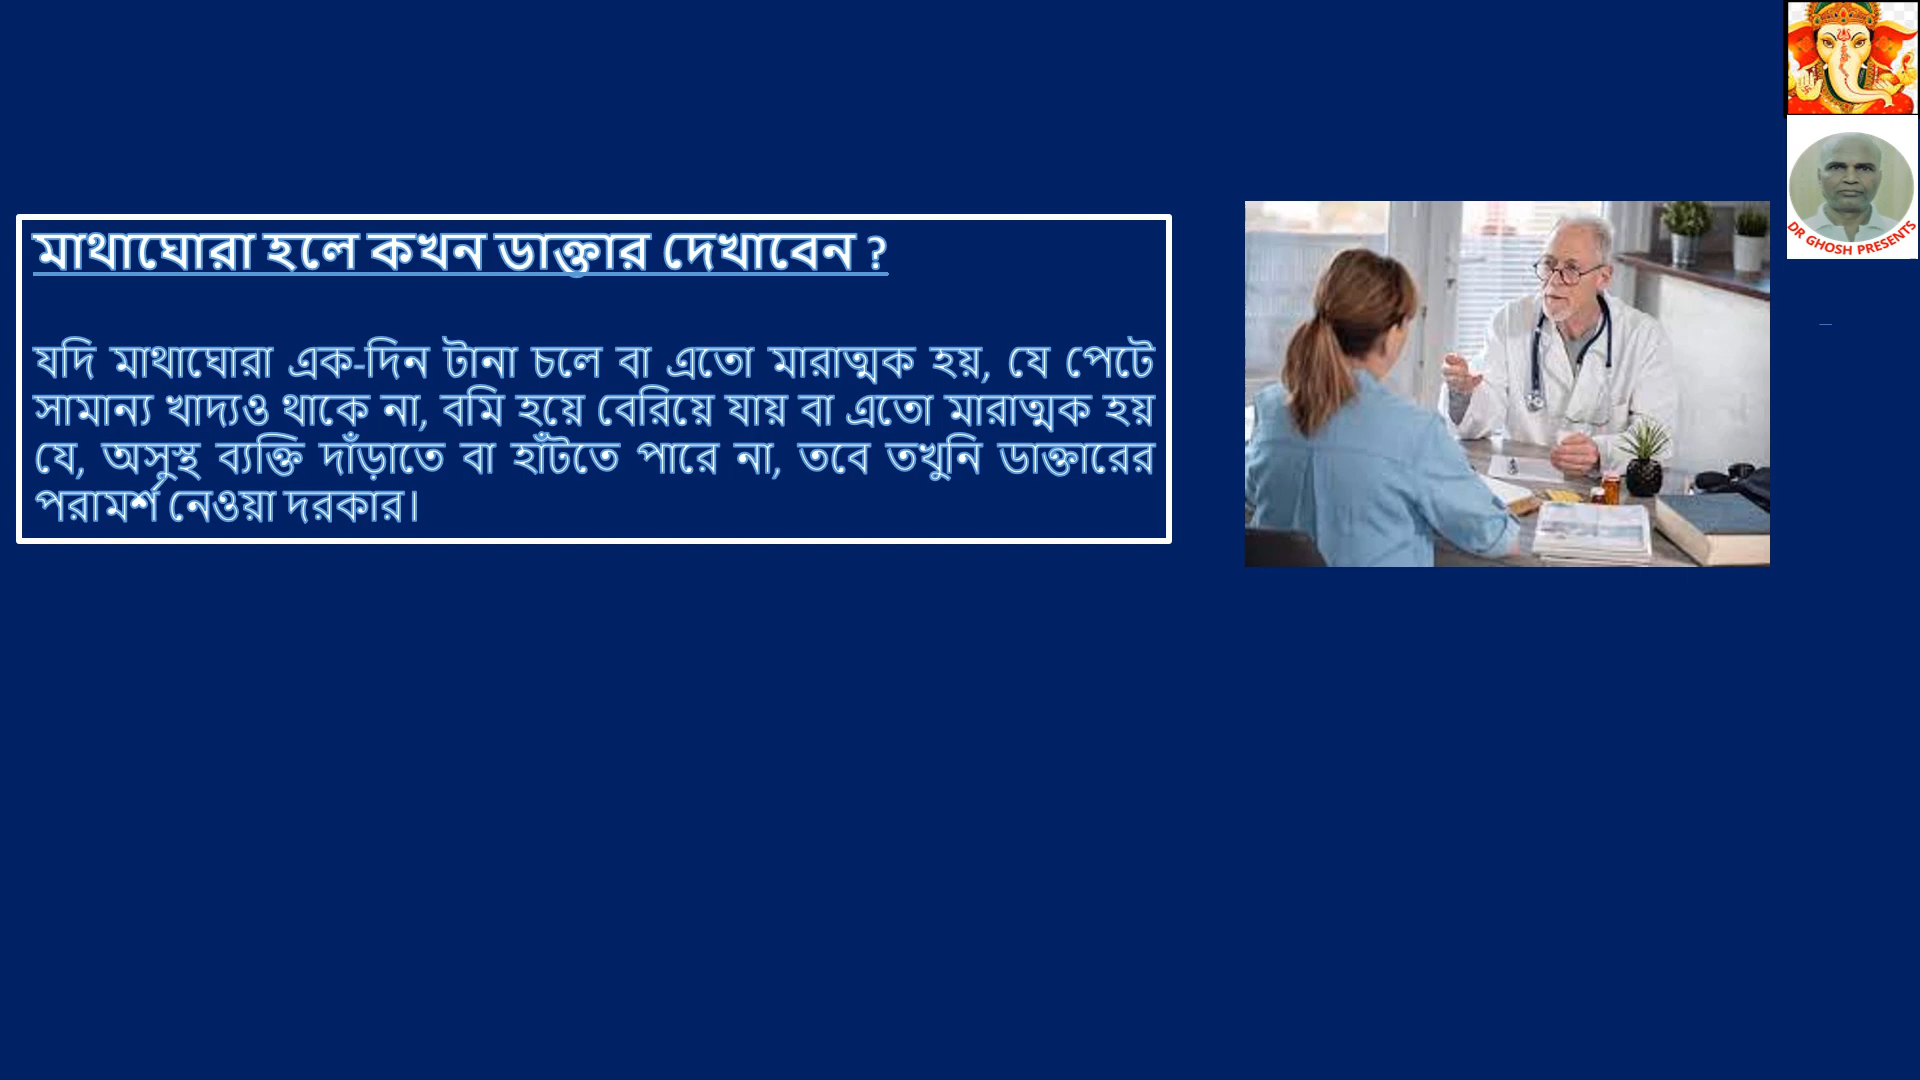 মাথাঘোরা হলে কখন ডাক্তার দেখাবেন ?
যদি মাথাঘোরা এক-দিন টানা চলে বা এতো মারাত্মক হয়, যে পেটে
সামান্য খাদ্যও থাকে না, বমি হয়ে বেরিয়ে যায় বা এতো মারাত্মক হয়
যে, অসুস্থ ব্যক্তি দাঁড়াতে বা হাঁটতে পারে না, তবে তখুনি ডাক্তারের
পরামর্শ নেওয়া দরকার।
DR GHOSH PRESENTS